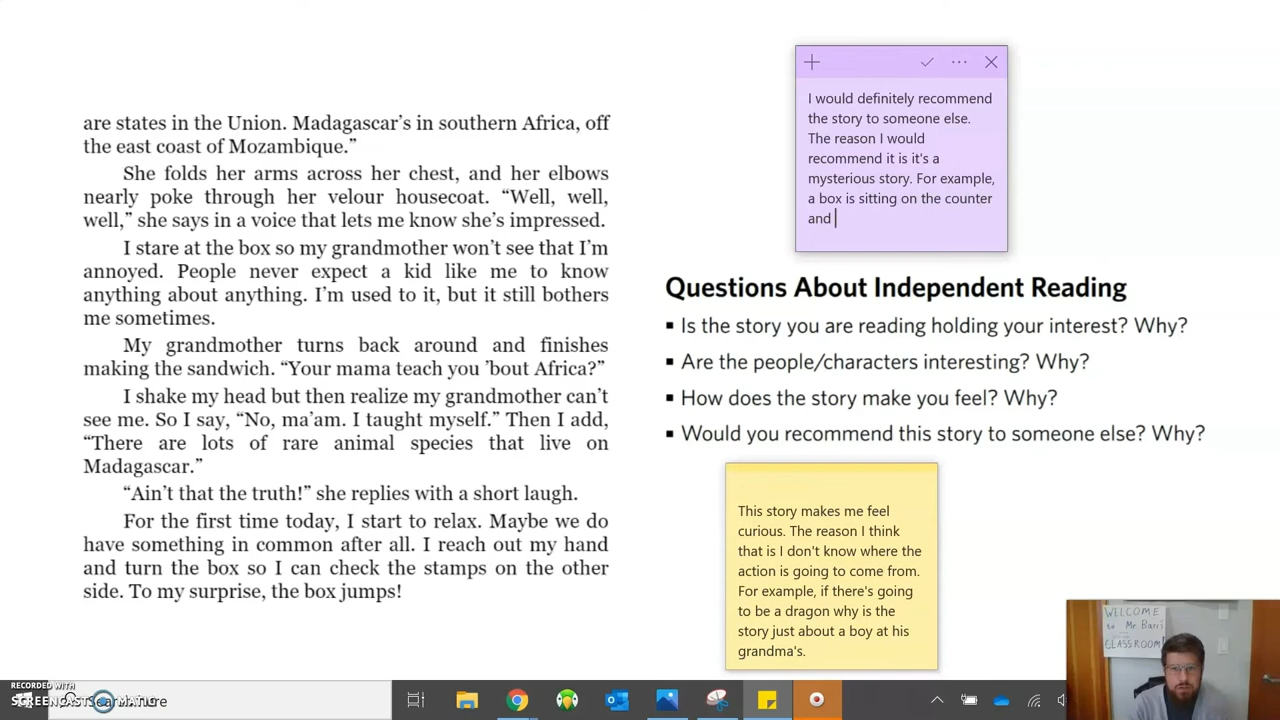 are states in the Union. Madagascar's in southern Africa, off
the east coast of Mozambique.”
She folds her arms across her chest, and her elbows
nearly poke through her velour housecoat. “Well, well,
well,” she says in a voice that lets me know she's impressed.
I stare at the box so my grandmother won't see that I'm
annoyed. People never expect a kid like me to know
anything about anything. I'm used to it, but it still bothers
me sometimes.
My grandmother turns back around and finishes
making the sandwich. “Your mama teach you ’bout Africa?”
I shake my head but then realize my grandmother can't
see me. So I say, “No, ma'am. I taught myself.” Then I add,
“There are lots of rare animal species that live on
Madagascar.”
“Ain't that the truth!” she replies with a short laugh.
For the first time today, I start to relax. Maybe we do
have something in common after all. I reach out my hand
and turn the box so I can check the stamps on the other
side. To my surprise, the box jumps!
I would definitely recommend
the story to someone else.
The reason I would
recommend it is it's a
mysterious story. For example,
a box is sitting on the counter
and
Questions About Independent Reading
▪ Is the story you are reading holding your interest? Why?
▪ Are the people/characters interesting? Why?
▪ How does the story make you feel? Why?
▪ Would you recommend this story to someone else? Why?
This story makes me feel
curious. The reason I think
that is I don't know where the
action is going to come from.
For example, if there's going
to be a dragon why is the
story just about a boy at his
grandma's.
WELCOME
to Mr Barri
CLASSROOM!
RECORDED WITH
SCREENCAST-O-MATIC